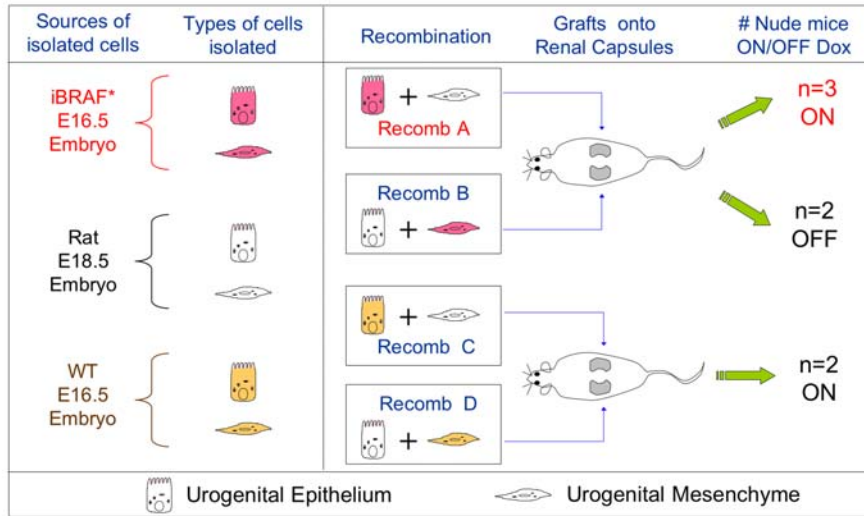 Sources of
isolated cells
Types of cells
isolated
Recombination
Grafts onto
Renal Capsules
# Nude mice
ON/OFF Dox
iBRAF*
E16.5
Embryo
+
Recomb A
n=3
ON
Recomb B
+
n=2
OFF
Rat
E18.5
Embryo
+
Recomb C
WT
E16.5
Embryo
Recomb D
+
n=2
ON
Urogenital Epithelium
Urogenital Mesenchyme